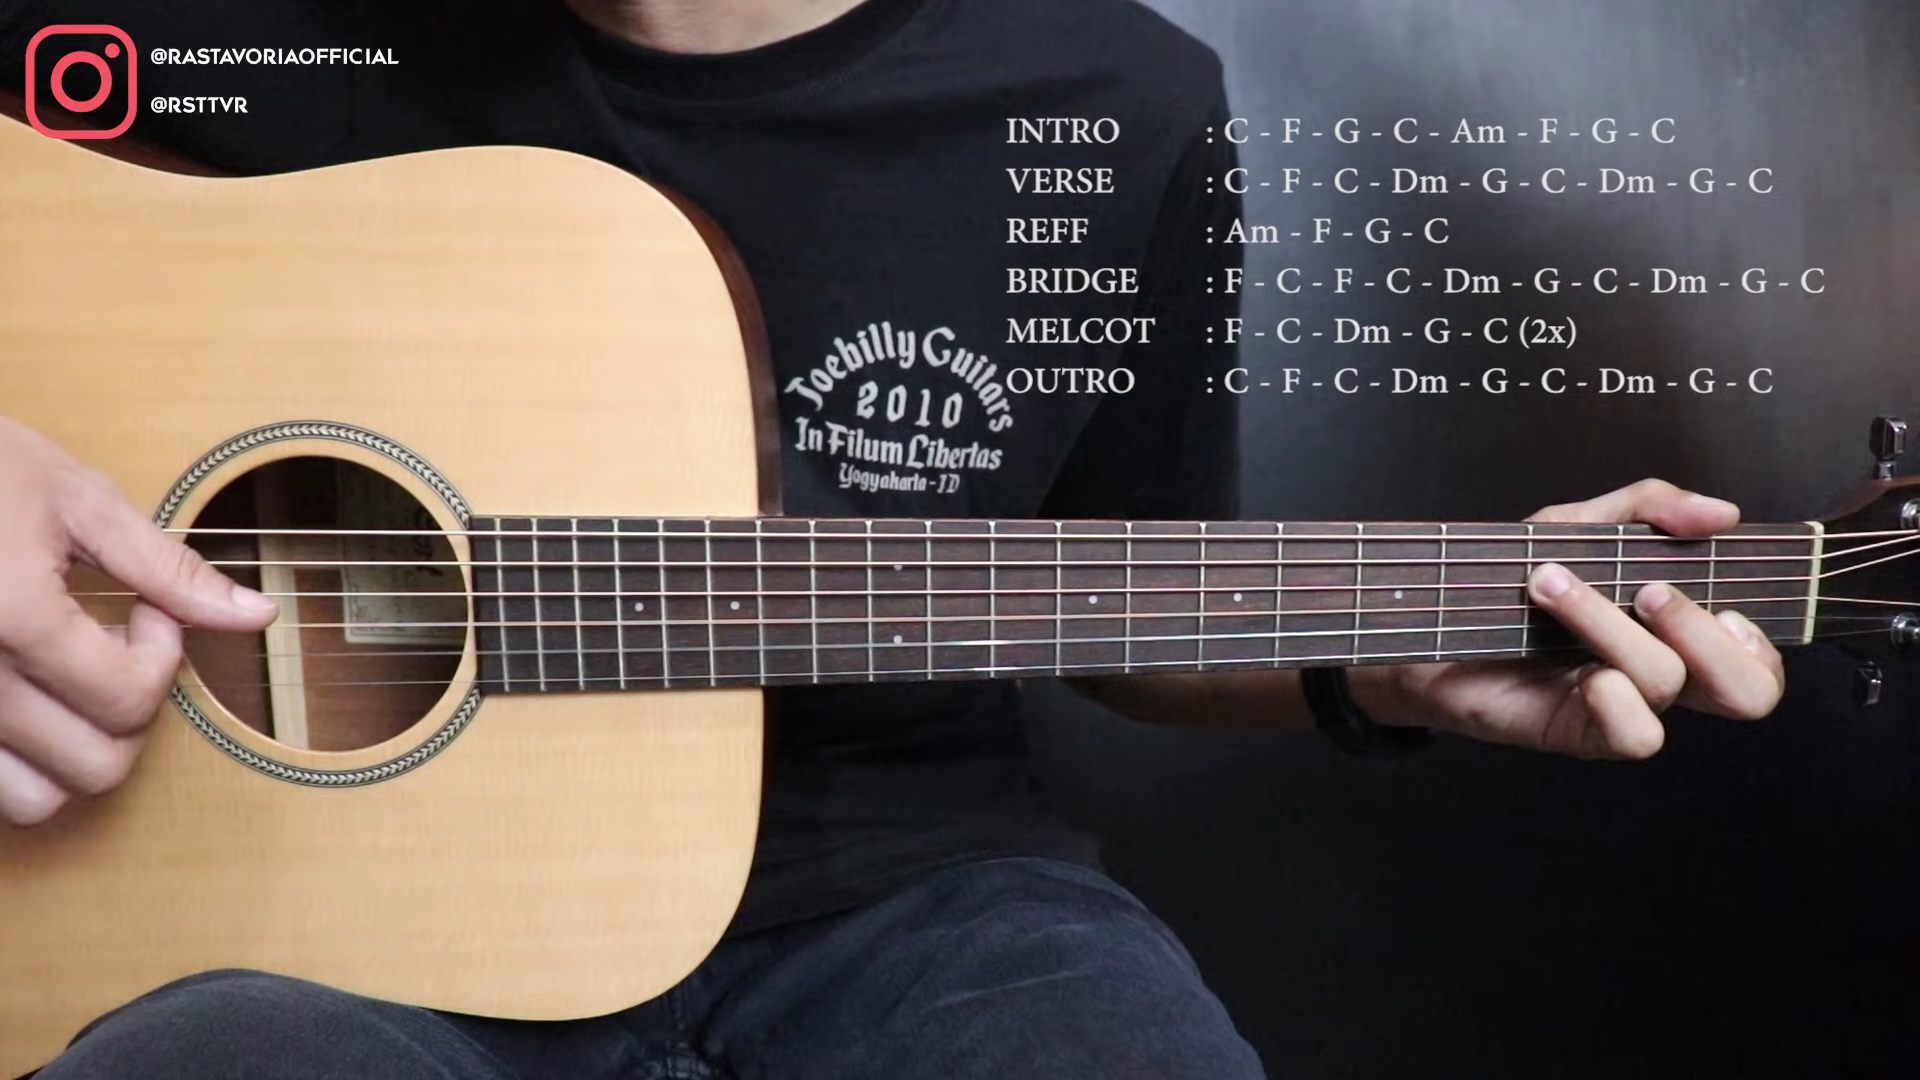 @RASTAVORIAOFFICIAL
@RSTTVR
INTRO : C - F - G - C - Am - F - G - C
VERSE : C - F - C - Dm - G - C - Dm - G - C
REFF : Am - F - G - C
BRIDGE : F - C - F - C - Dm - G - C - Dm - G - C
MELCOT : F - C - Dm - G - C (2x)
OUTRO : C - F - C - Dm - G - C - Dm - G - C
Joebilly Guitars
2010
In Filum Libertas
Yogyakarta - ID